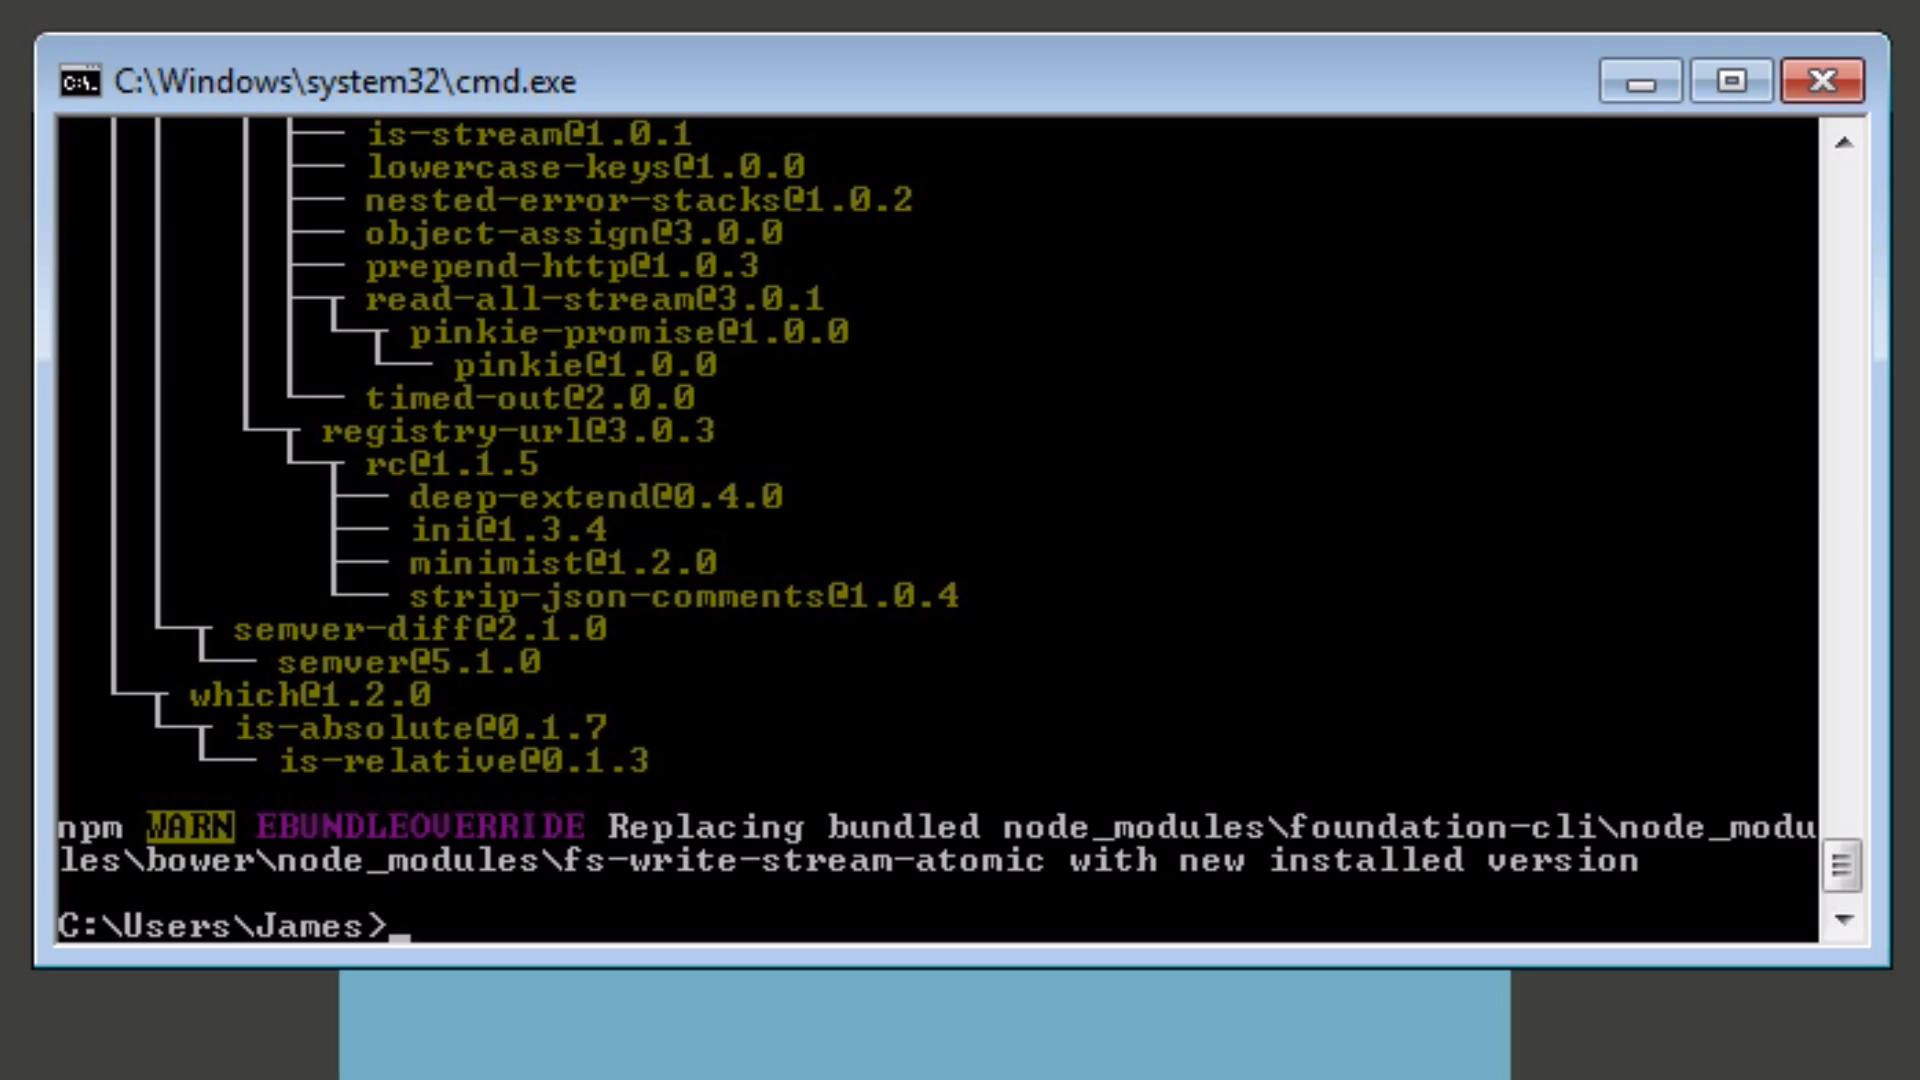 C:\Windows\system32\cmd.exe
is-stream@1.0.1
lowercase-keys@1.0.0
nested-error-stacks@1.0.2
object-assign@3.0.0
prepend-http@1.0.3
read-all-stream@3.0.1
pinkie-promise@1.0.0
pinkie@1.0.0
timed-out@2.0.0
registry-url@3.0.3
rc@1.1.5
deep-extend@0.4.0
ini@1.3.4
minimist@1.2.0
strip-json-comments@1.0.4
semver-diff@2.1.0
semver@5.1.0
which@1.2.0
is-absolute@0.1.7
is-relative@0.1.3
npm WARN EBUNDLEOVERRIDE Replacing bundled node_modules\foundation-cli\node_modu
les\bower\node_modules\fs-write-stream-atomic with new installed version
C:\Users\James>_